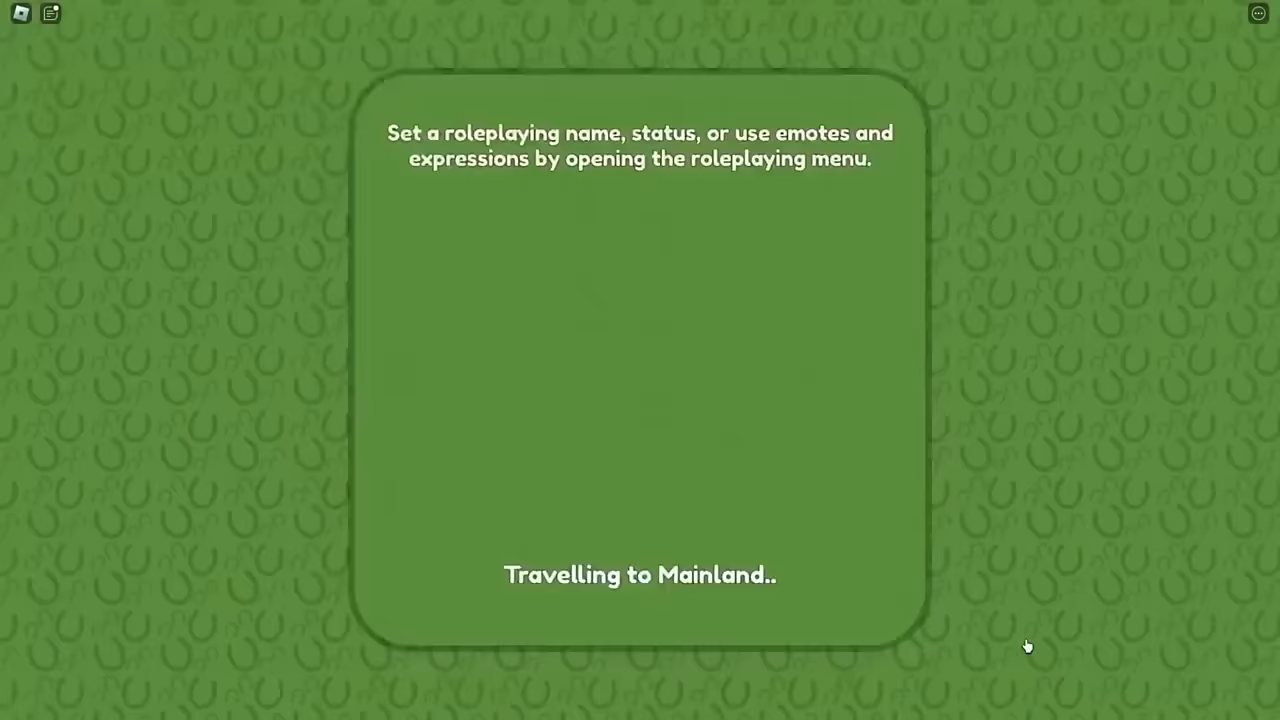 Set a roleplaying name, status, or use emotes and
expressions by opening the roleplaying menu.
Travelling to Mainland..